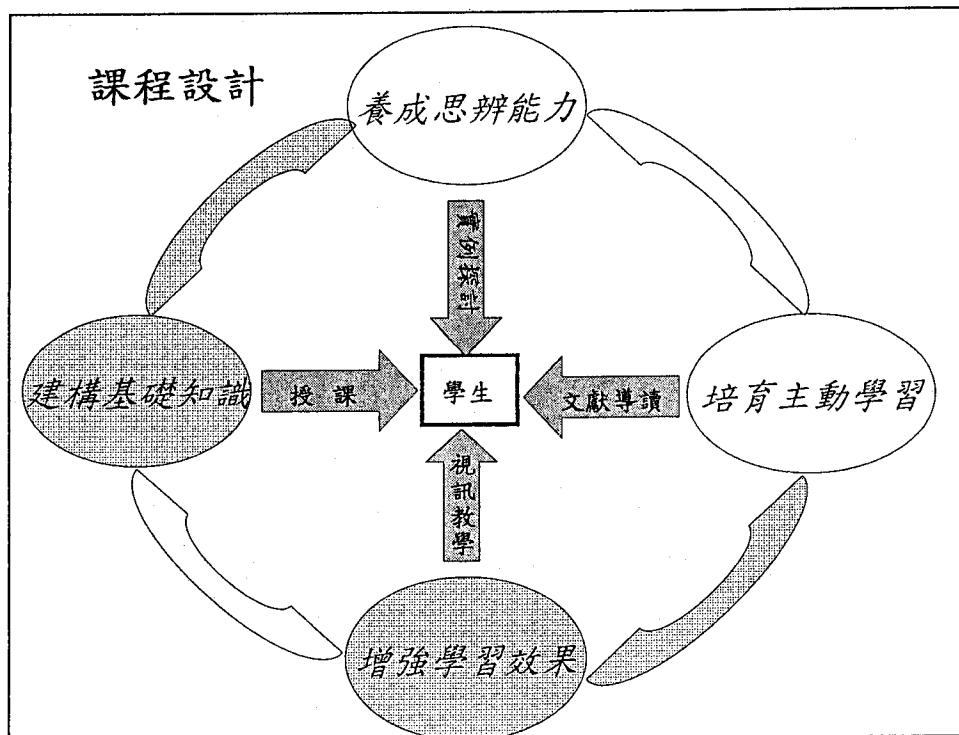 課程設計
養成思辨能力
實例探討
建構基礎知識
授課
學生
文獻導讀
培育主動學習
視訊教學
增強學習效果